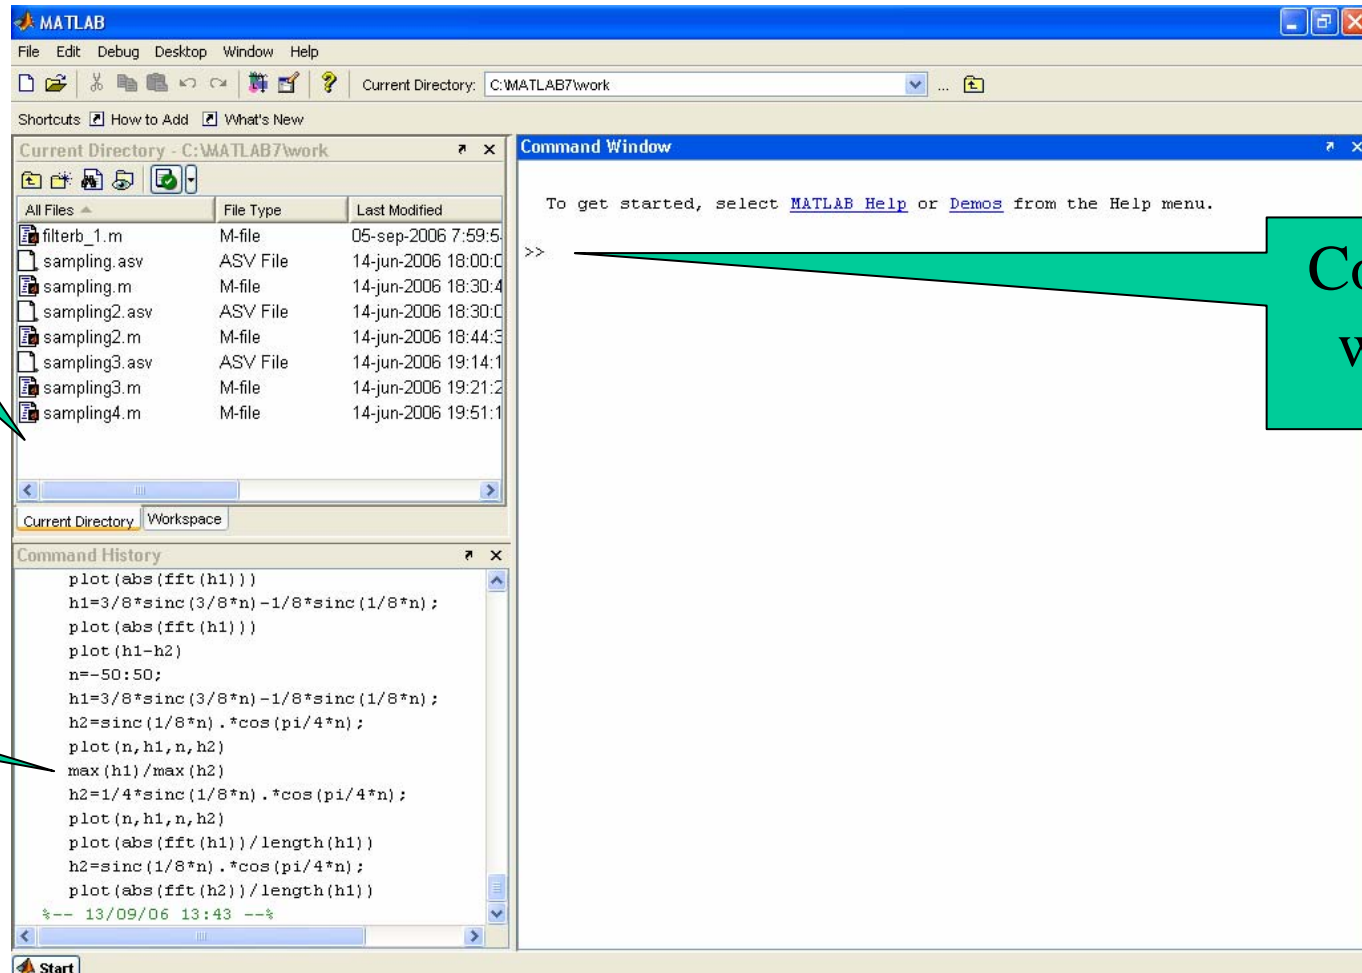 MATLAB
File Edit Debug Desktop Window Help
Current Directory: C:\MATLAB7\work ...
Shortcuts How to Add What's New
Current Directory - C:\MATLAB7\work
All Files File Type Last Modified
filterb_1.m M-file 05-sep-2006 7:59:5
sampling.asv ASV File 14-jun-2006 18:00:0
sampling.m M-file 14-jun-2006 18:30:4
sampling2.asv ASV File 14-jun-2006 18:30:0
sampling2.m M-file 14-jun-2006 18:44:3
sampling3.asv ASV File 14-jun-2006 19:14:1
sampling3.m M-file 14-jun-2006 19:21:2
sampling4.m M-file 14-jun-2006 19:51:1
Current Directory Workspace
Command History
plot(abs(fft(h1)))
h1=3/8*sinc(3/8*n)-1/8*sinc(1/8*n);
plot(abs(fft(h1)))
plot(h1-h2)
n=-50:50;
h1=3/8*sinc(3/8*n)-1/8*sinc(1/8*n);
h2=sinc(1/8*n).*cos(pi/4*n);
plot(n,h1,n,h2)
max(h1)/max(h2)
h2=1/4*sinc(1/8*n).*cos(pi/4*n);
plot(n,h1,n,h2)
plot(abs(fft(h1))/length(h1))
h2=sinc(1/8*n).*cos(pi/4*n);
plot(abs(fft(h2))/length(h1))
%-- 13/09/06 13:43 --%
Start
Command Window
To get started, select MATLAB Help or Demos from the Help menu.
>>